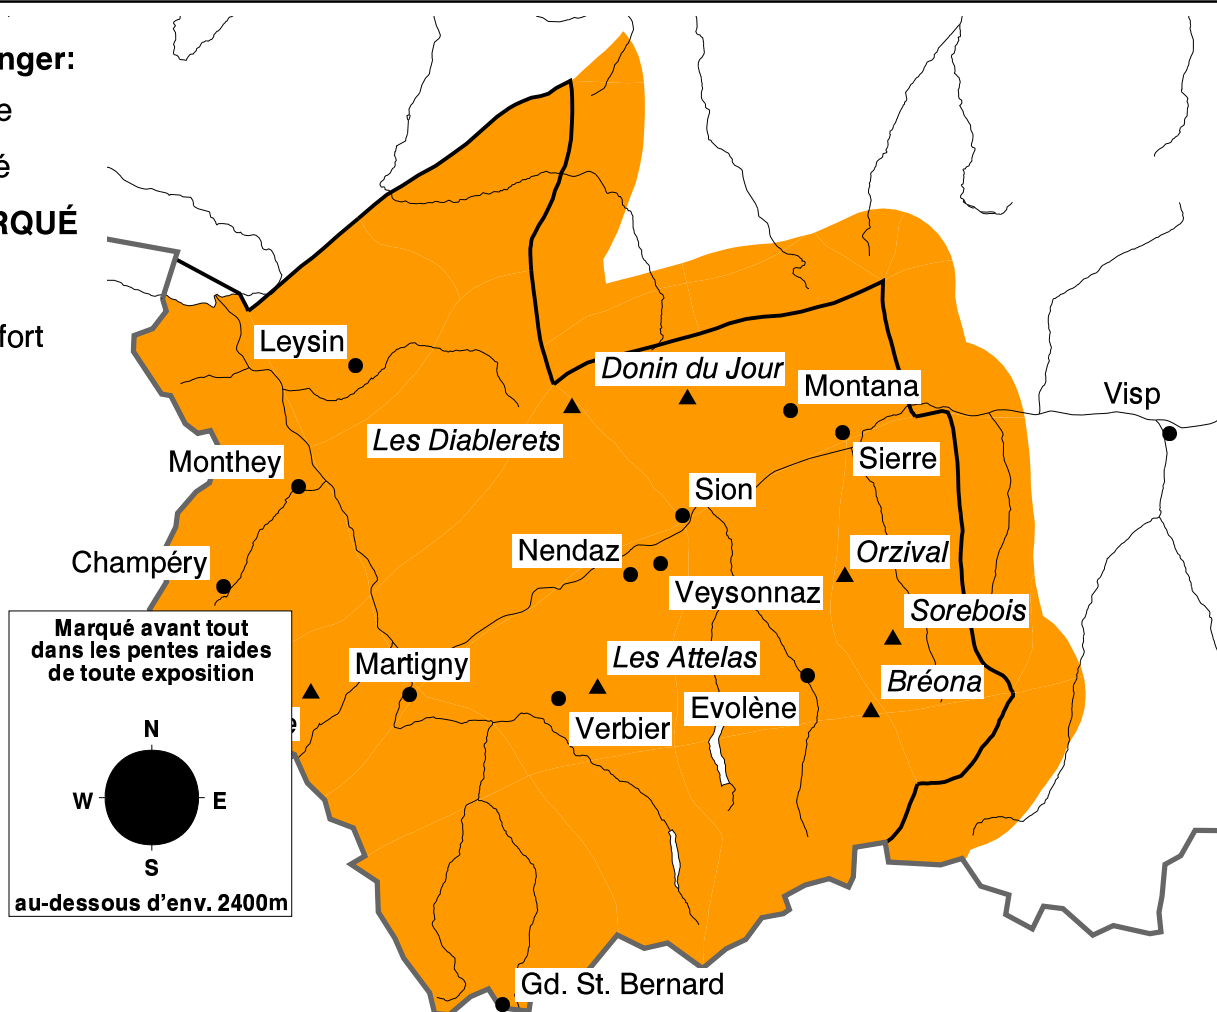 nger:
e
é
RQUÉ
fort
Leysin
Donin du Jour
Montana
Visp
Les Diablerets
Sierre
Monthey
Sion
Nendaz
Orzival
Champéry
Veysonnaz
Sorebois
Marqué avant tout
dans les pentes raides
de toute exposition
Martigny
Les Attelas
Bréona
Evolène
e
Verbier
N
W
E
S
au-dessous d'env. 2400m
Gd. St. Bernard